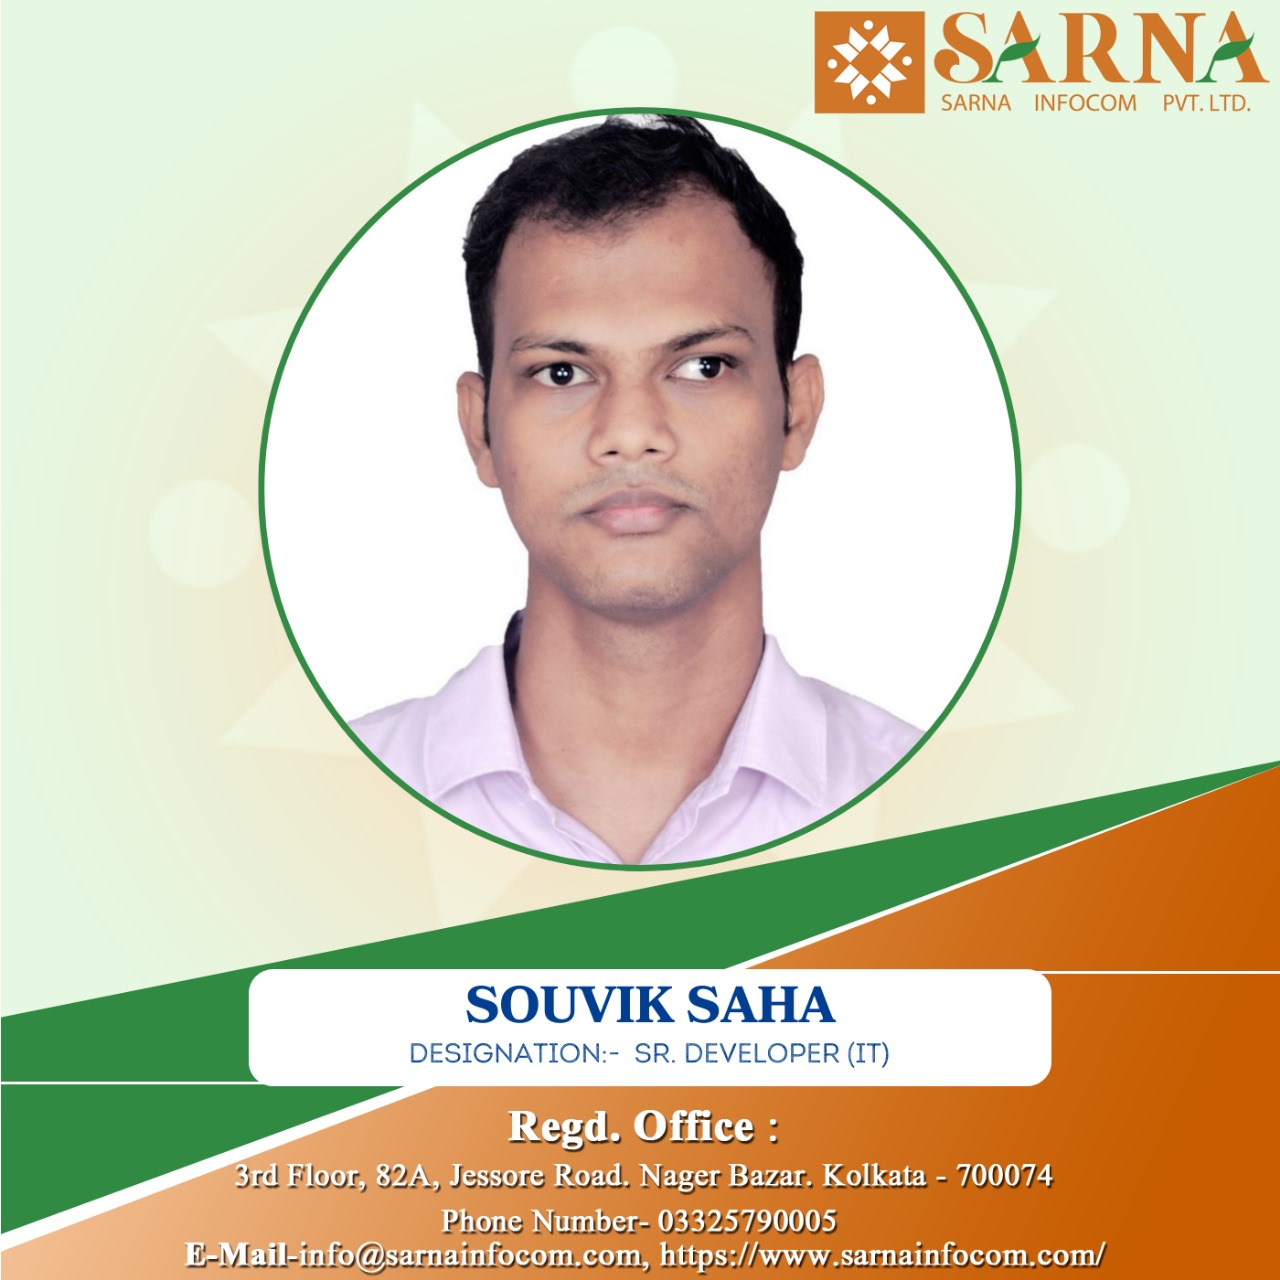 SARNA
SARNA INFOCOM PVT. LTD.
SOUVIK SAHA
DESIGNATION:- SR. DEVELOPER (IT)
Regd. Office :
3rd Floor, 82A, Jessore Road. Nager Bazar. Kolkata - 700074
Phone Number- 03325790005
E-Mail-info@sarnainfocom.com, https://www.sarnainfocom.com/